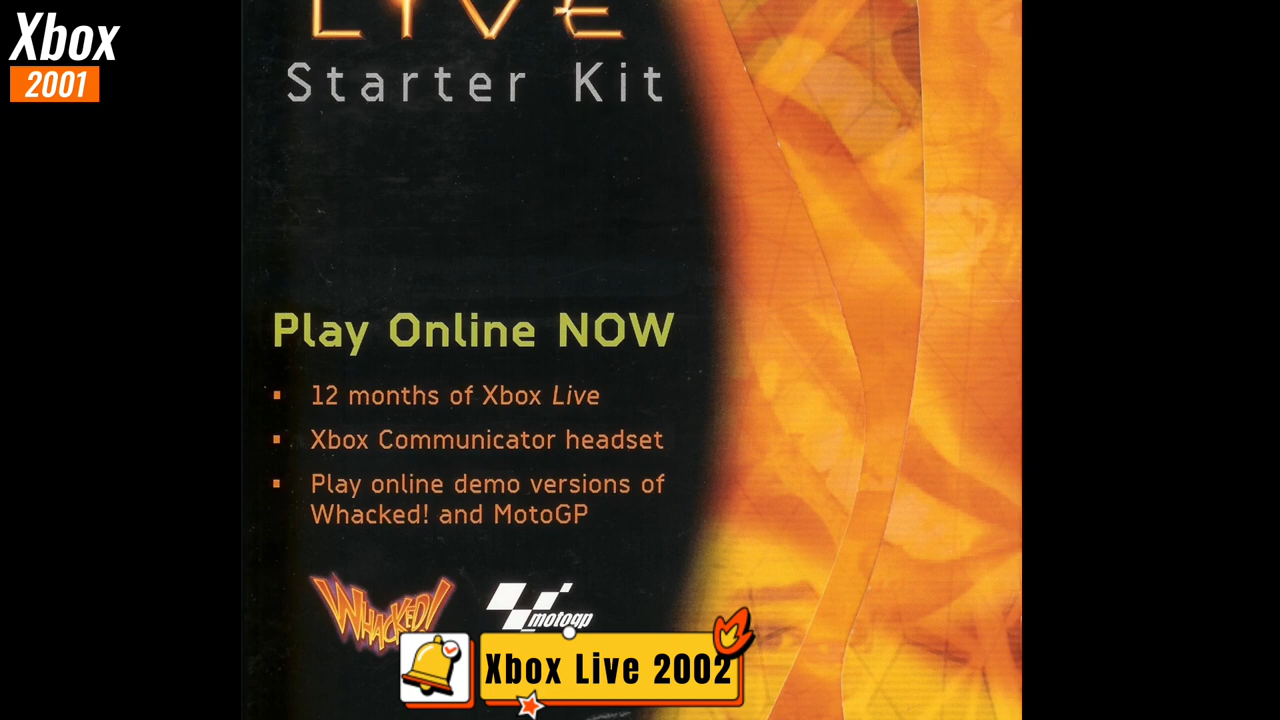 Xbox
2001
LIVE
Starter Kit
Play Online NOW
▪ 12 months of Xbox Live
▪ Xbox Communicator headset
▪ Play online demo versions of
Whacked! and MotoGP
WHACKED!
motogp
Xbox Live 2002